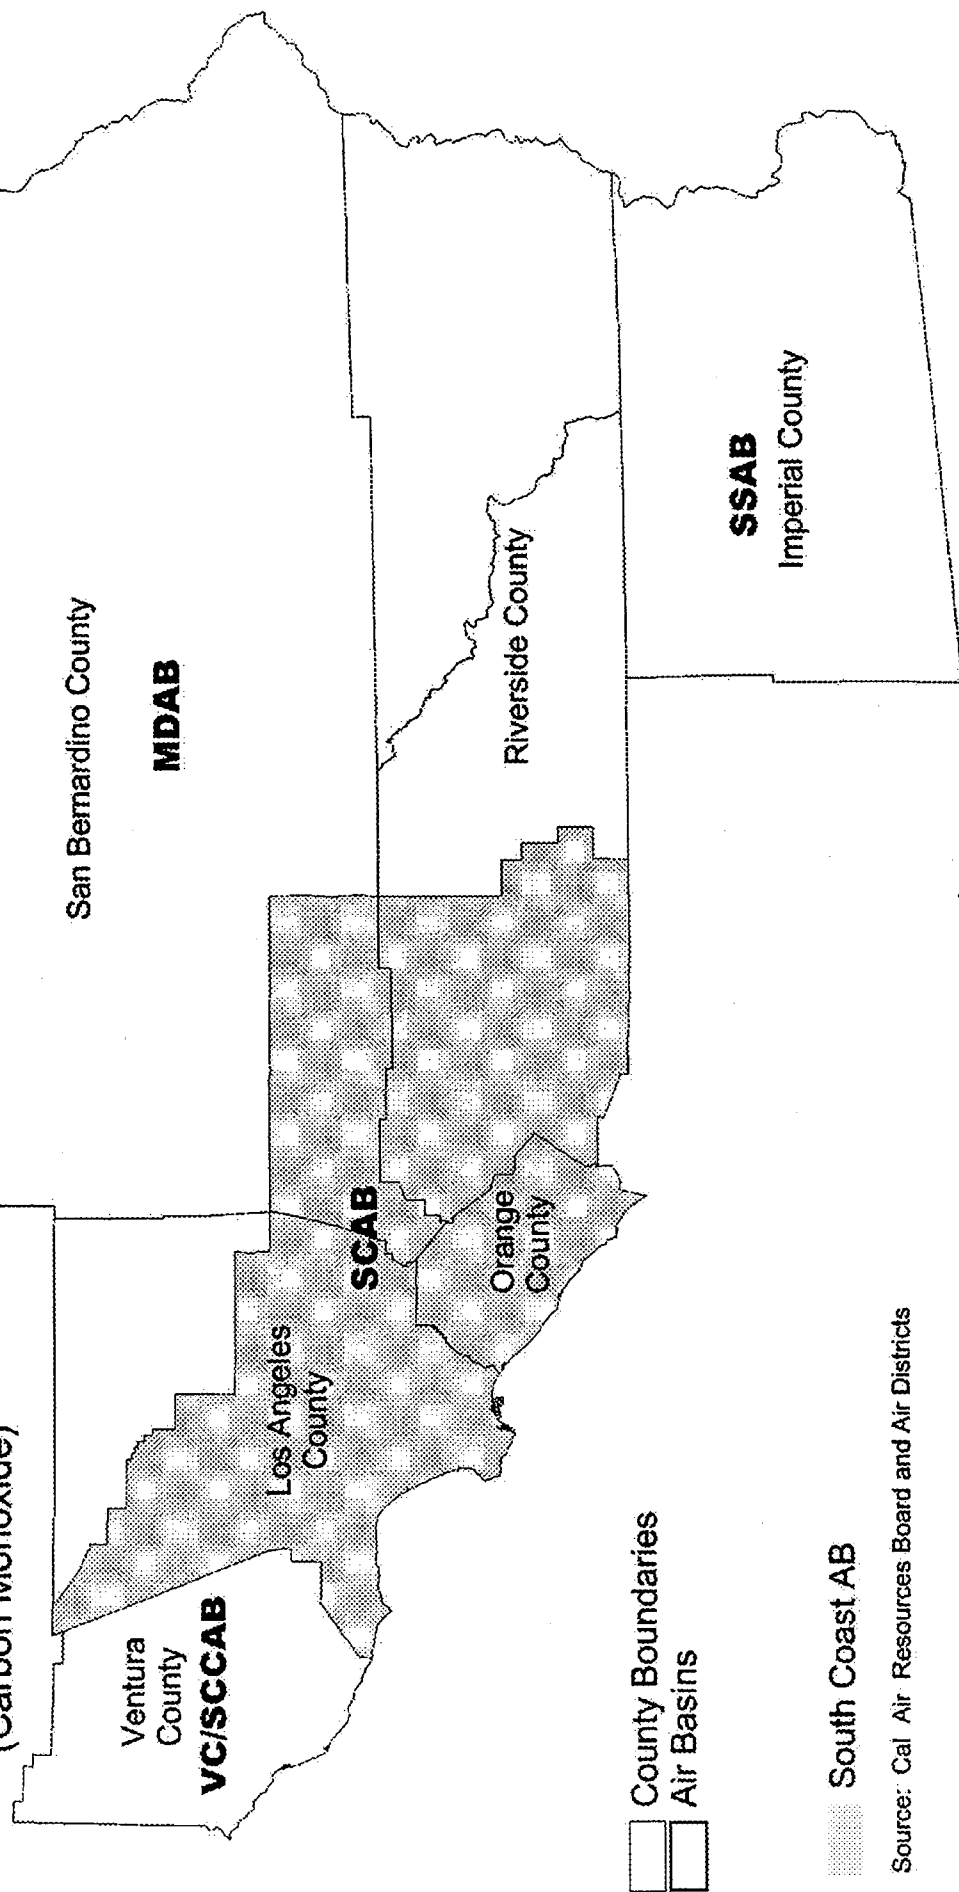 (Carbon Monoxide)
San Bernardino County
MDAB
Ventura
County
VC/SCCAB
Los Angeles
County
SCAB
Orange
County
Riverside County
SSAB
Imperial County
County Boundaries
Air Basins
South Coast AB
Source: Cal Air Resources Board and Air Districts